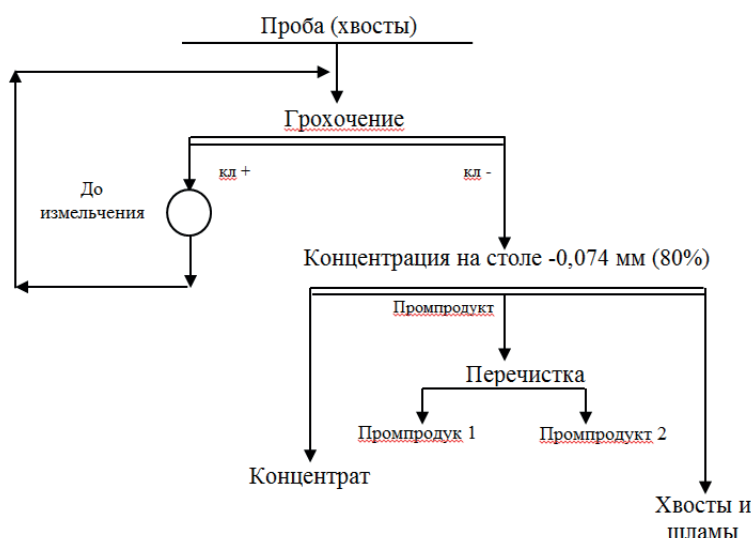 Проба (хвосты)
Грохочение
кл +
кл -
До
измельчения
Концентрация на столе -0,074 мм (80%)
Промпродукт
Перечистка
Промпродук 1
Промпродукт 2
Концентрат
Хвосты и
шламы